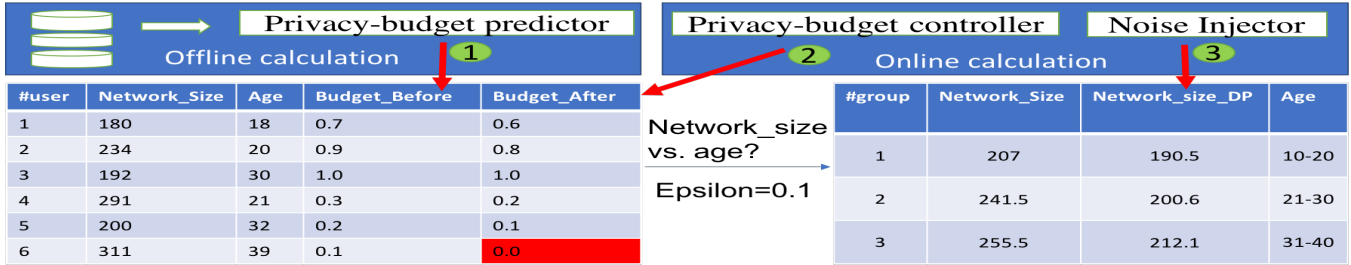 Privacy-budget predictor
Offline calculation
1
Privacy-budget controller
Noise Injector
2
Online calculation
3
#user Network_Size Age Budget_Before Budget_After
1 180 18 0.7 0.6
2 234 20 0.9 0.8
3 192 30 1.0 1.0
4 291 21 0.3 0.2
5 200 32 0.2 0.1
6 311 39 0.1 0.0
Network_size
vs. age?
Epsilon=0.1
#group Network_Size Network_size_DP Age
1 207 190.5 10-20
2 241.5 200.6 21-30
3 255.5 212.1 31-40